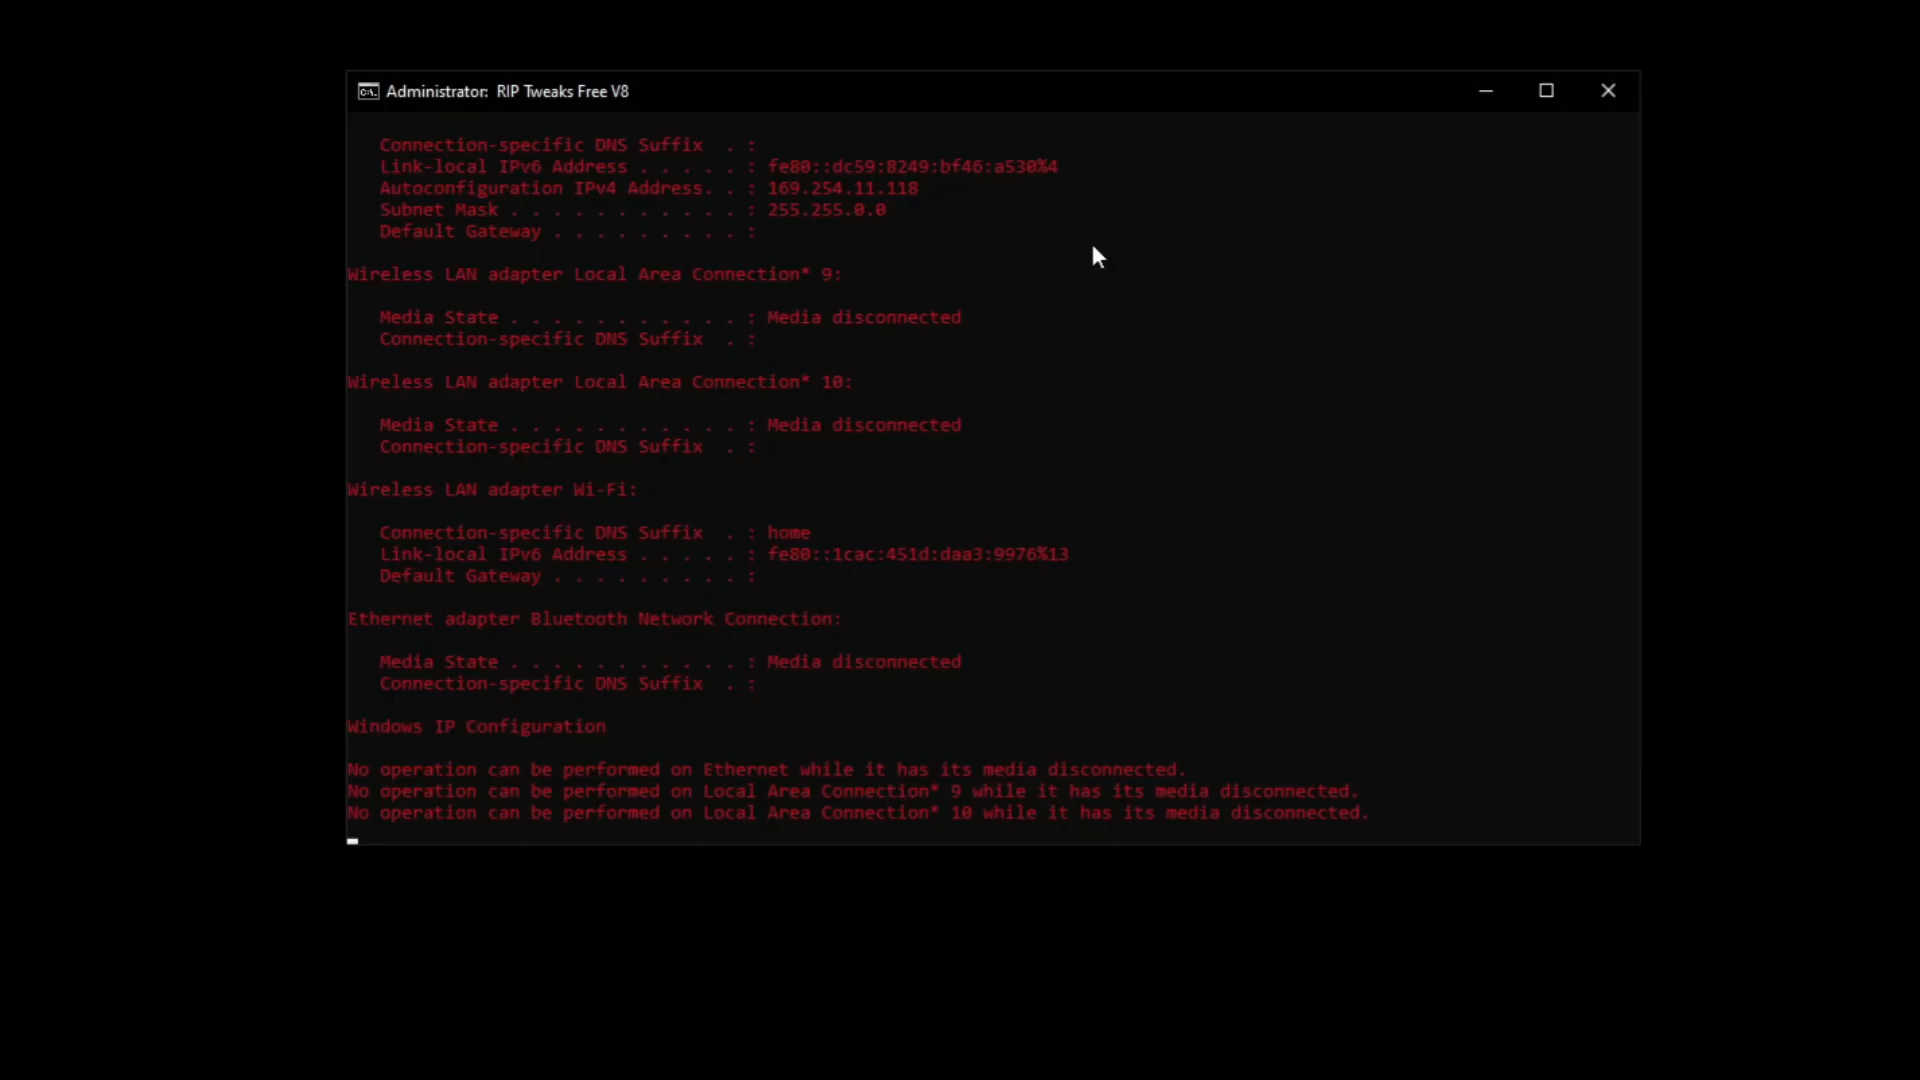 Administrator:  RIP Tweaks Free V8
Connection-specific DNS Suffix  . :
Link-local IPv6 Address . . . . . : fe80::dc59:8249:bf46:a530%4
Autoconfiguration IPv4 Address. . : 169.254.11.118
Subnet Mask . . . . . . . . . . . : 255.255.0.0
Default Gateway . . . . . . . . . :
Wireless LAN adapter Local Area Connection* 9:
Media State . . . . . . . . . . . : Media disconnected
Connection-specific DNS Suffix  . :
Wireless LAN adapter Local Area Connection* 10:
Media State . . . . . . . . . . . : Media disconnected
Connection-specific DNS Suffix  . :
Wireless LAN adapter Wi-Fi:
Connection-specific DNS Suffix  . : home
Link-local IPv6 Address . . . . . : fe80::1cac:451d:daa3:9976%13
Default Gateway . . . . . . . . . :
Ethernet adapter Bluetooth Network Connection:
Media State . . . . . . . . . . . : Media disconnected
Connection-specific DNS Suffix  . :
Windows IP Configuration
No operation can be performed on Ethernet while it has its media disconnected.
No operation can be performed on Local Area Connection* 9 while it has its media disconnected.
No operation can be performed on Local Area Connection* 10 while it has its media disconnected.